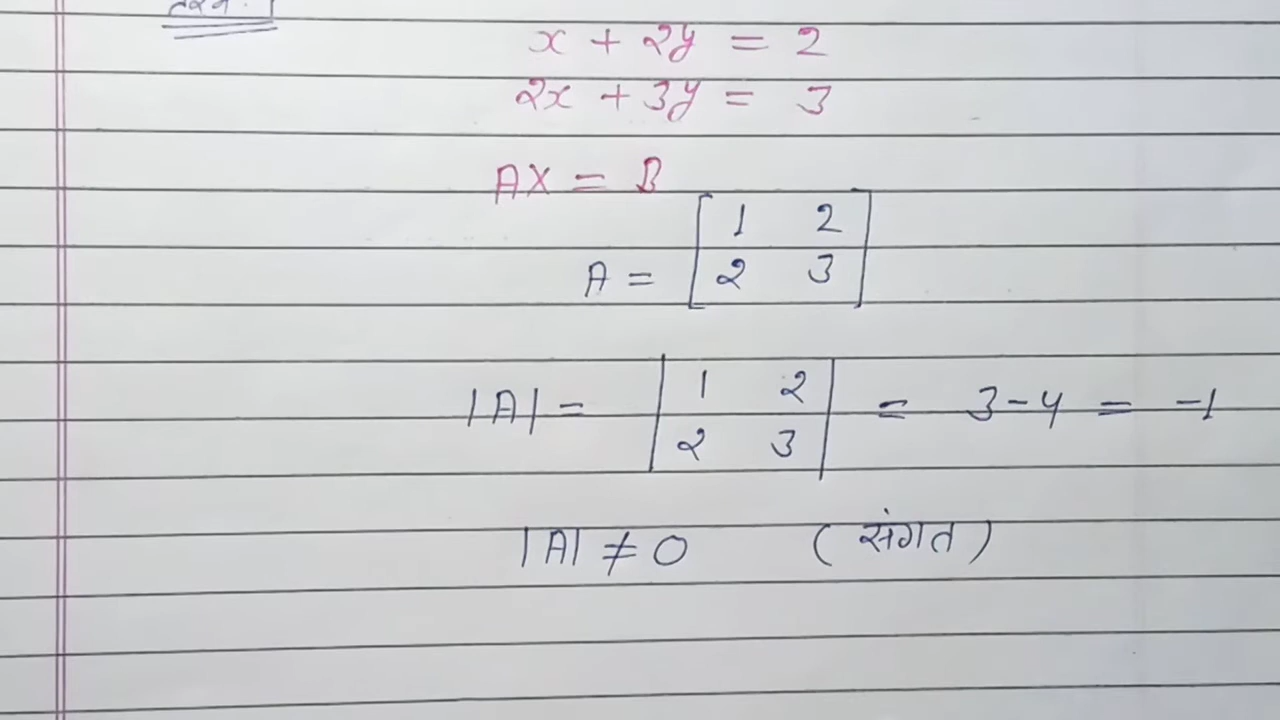 x + 2y = 2
2x + 3y = 3
AX = B
A = [1 2
2 3]
|A| = |1 2
2 3| = 3-4 = -1
|A| ≠ 0 (संगत)